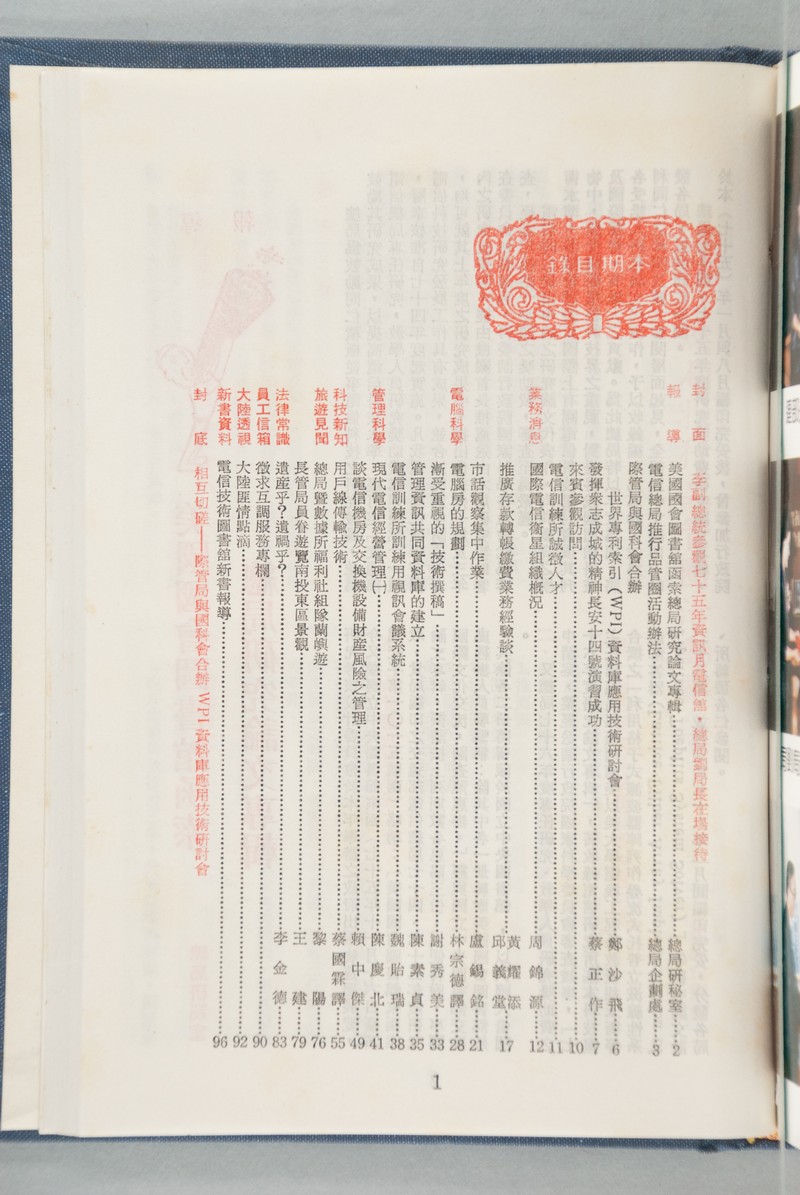 本期目錄
封面 李副總統參觀七十五年資訊月電信館，總局劉局長在場接待
報導 美國國會圖書館函索總局研究論文專輯……總局研秘室……2
電信總局推行品管圈活動辦法……總局企劃處……3
際管局與國科會合辦
世界專利索引(WPI)資料庫應用技術研討會……鄭沙飛……6
發揮衆志成城的精神長安十四號演習成功……蔡正作……7
來賓參觀訪問……10
電信訓練所誠徵人才……11
業務消息 國際電信衛星組織概況……周錦源……12
推廣存款轉帳繳費業務經驗談……黃耀添 邱義堂……17
市話觀察集中作業……盧錫銘……21
電腦科學 電腦房的規劃……林宗德譯……28
漸受重視的「技術撰稿」……謝秀美……33
管理資訊共同資料庫的建立……陳素貞……35
電信訓練所訓練用視訊會議系統……魏貽瑞……38
管理科學 現代電信經營管理㈠……陳慶北……41
談電信機房及交換機設備財産風險之管理……賴中傑……49
科技新知 用戶線傳輸技術……蔡國霖譯……55
旅遊見聞 總局暨數據所福利社組隊蘭嶼遊……黎陽……76
長管局員眷遊覽南投東區景觀……王建……79
法律常識 遺産乎？遺禍乎？……李金德……83
員工信箱 徵求互調服務專欄……90
大陸透視 大陸匪情點滴……92
新書資料 電信技術圖書館新書報導……96
封底 相互切磋——際管局與國科會合辦WPI資料庫應用技術研討會
1